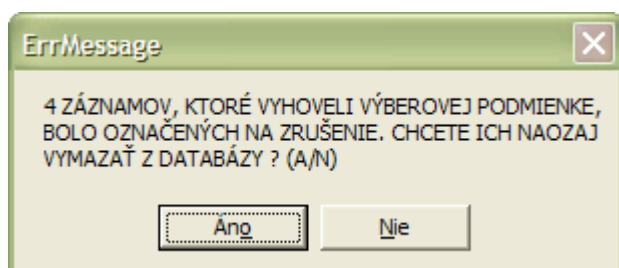 ErrMessage
4 ZÁZNAMOV, KTORÉ VYHOVELI VÝBEROVEJ PODMIENKE,
BOLO OZNAČENÝCH NA ZRUŠENIE. CHCETE ICH NAOZAJ
VYMAZAŤ Z DATABÁZY ? (A/N)
Áno Nie